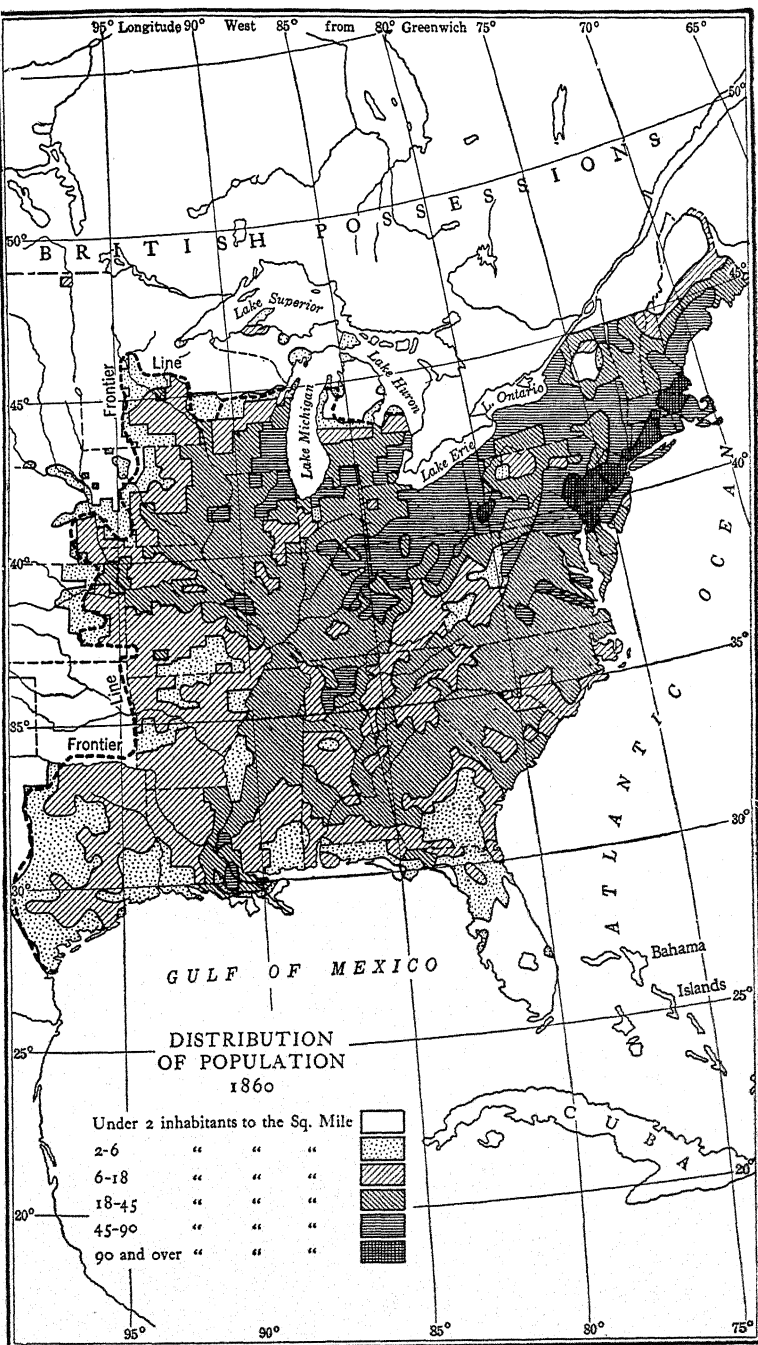 95° Longitude 90° West 85° from 80° Greenwich 75° 70° 65°
50°
BRITISH POSSESSIONS
50°
45°
Lake Superior
Line
Frontier
Lake Michigan
Lake Huron
L. Ontario
Lake Erie
45°
40°
40°
ATLANTIC OCEAN
35°
Line
35°
Frontier
30°
30°
GULF OF MEXICO
Bahama
Islands
25°
25°
DISTRIBUTION
OF POPULATION
1860
Under 2 inhabitants to the Sq. Mile
2-6 “ “ “
6-18 “ “ “
18-45 “ “ “
45-90 “ “ “
90 and over “ “ “
CUBA
20°
20°
95° 90° 85° 80° 75°